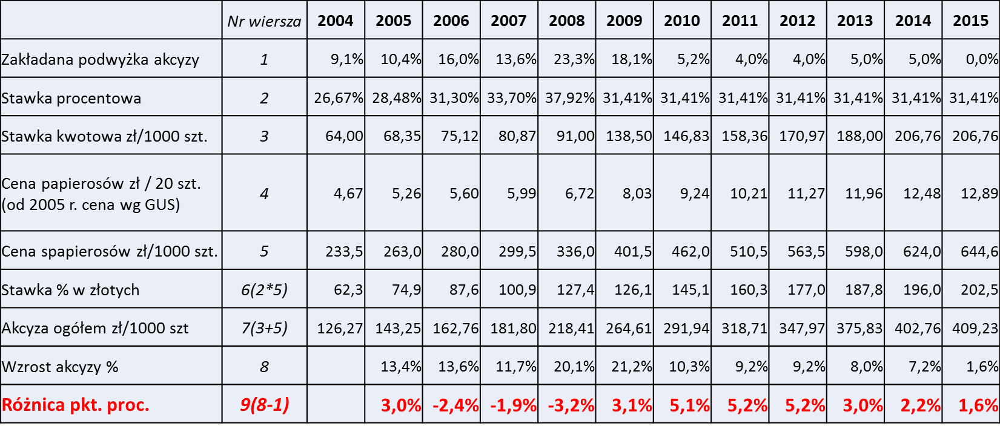 Nr wiersza 2004 2005 2006 2007 2008 2009 2010 2011 2012 2013 2014 2015
Zakładana podwyżka akcyzy 1 9,1% 10,4% 16,0% 13,6% 23,3% 18,1% 5,2% 4,0% 4,0% 5,0% 5,0% 0,0%
Stawka procentowa 2 26,67% 28,48% 31,30% 33,70% 37,92% 31,41% 31,41% 31,41% 31,41% 31,41% 31,41% 31,41%
Stawka kwotowa zł/1000 szt. 3 64,00 68,35 75,12 80,87 91,00 138,50 146,83 158,36 170,97 188,00 206,76 206,76
Cena papierosów zł / 20 szt.
(od 2005 r. cena wg GUS) 4 4,67 5,26 5,60 5,99 6,72 8,03 9,24 10,21 11,27 11,96 12,48 12,89
Cena spapierosów zł/1000 szt. 5 233,5 263,0 280,0 299,5 336,0 401,5 462,0 510,5 563,5 598,0 624,0 644,6
Stawka % w złotych 6(2*5) 62,3 74,9 87,6 100,9 127,4 126,1 145,1 160,3 177,0 187,8 196,0 202,5
Akcyza ogółem zł/1000 szt 7(3+5) 126,27 143,25 162,76 181,80 218,41 264,61 291,94 318,71 347,97 375,83 402,76 409,23
Wzrost akcyzy % 8 13,4% 13,6% 11,7% 20,1% 21,2% 10,3% 9,2% 9,2% 8,0% 7,2% 1,6%
Różnica pkt. proc. 9(8-1) 3,0% -2,4% -1,9% -3,2% 3,1% 5,1% 5,2% 5,2% 3,0% 2,2% 1,6%